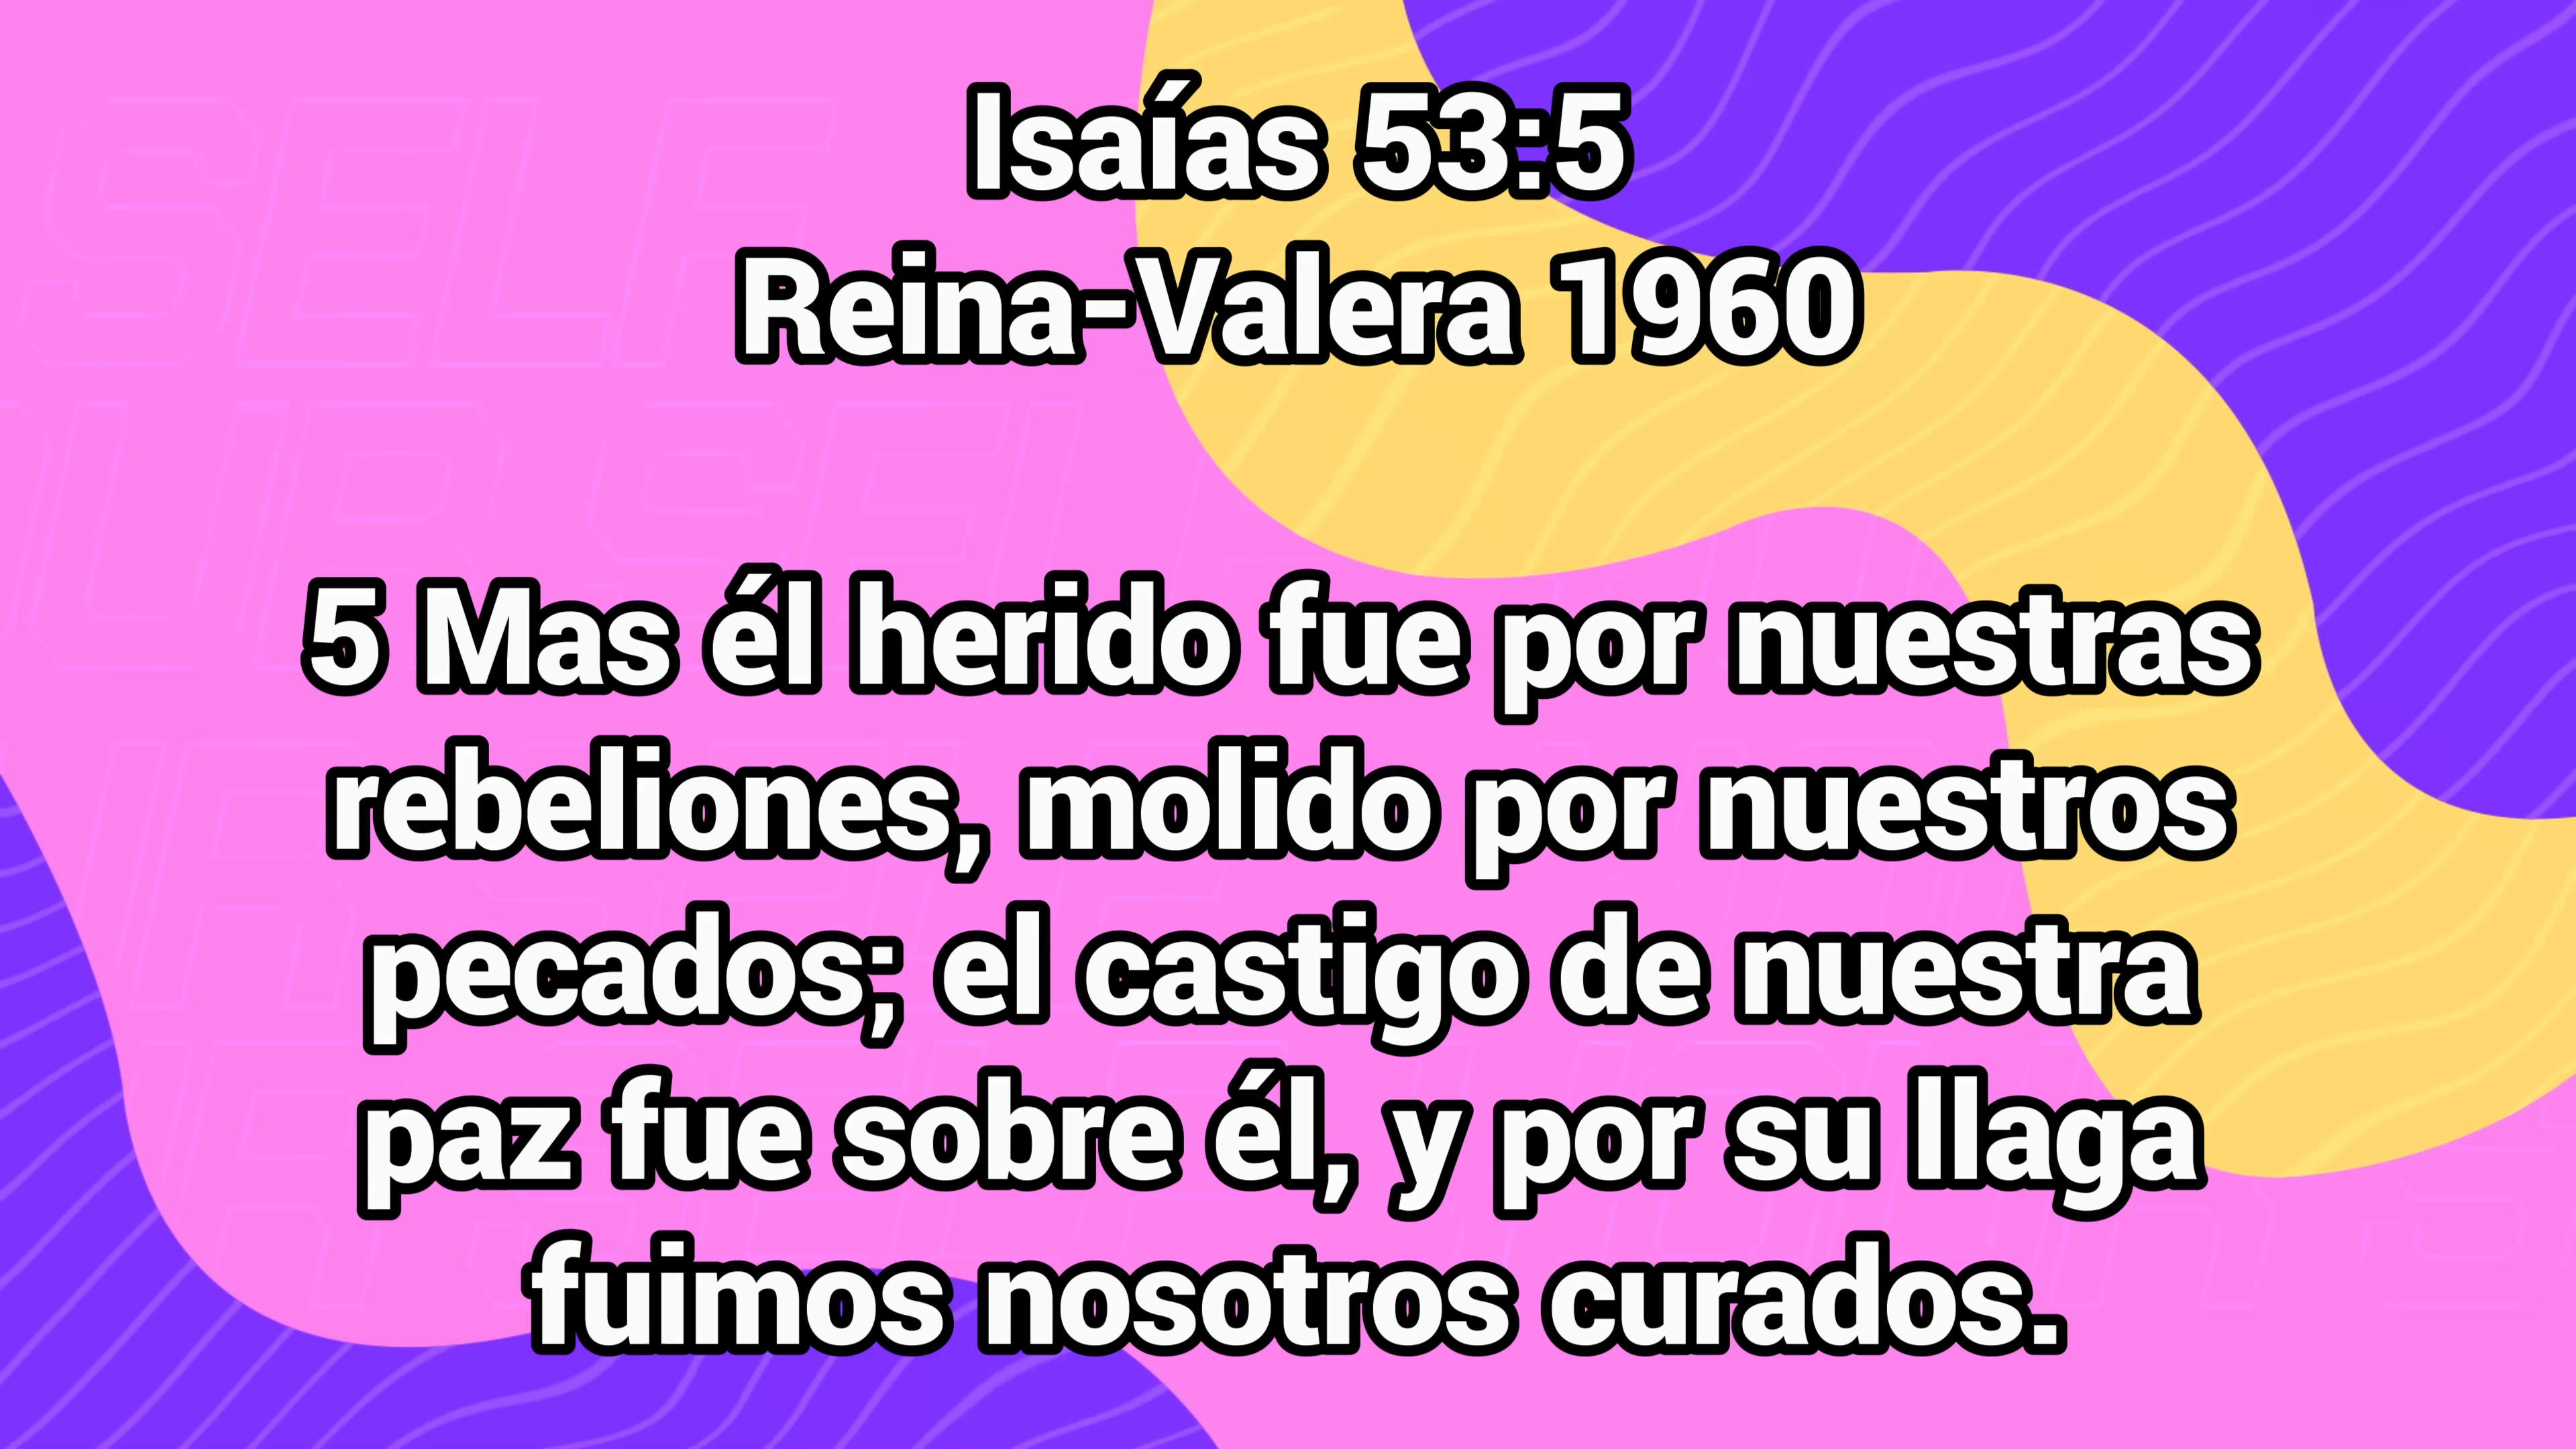 Isaías 53:5
Reina-Valera 1960
5 Mas él herido fue por nuestras
rebeliones, molido por nuestros
pecados; el castigo de nuestra
paz fue sobre él, y por su llaga
fuimos nosotros curados.